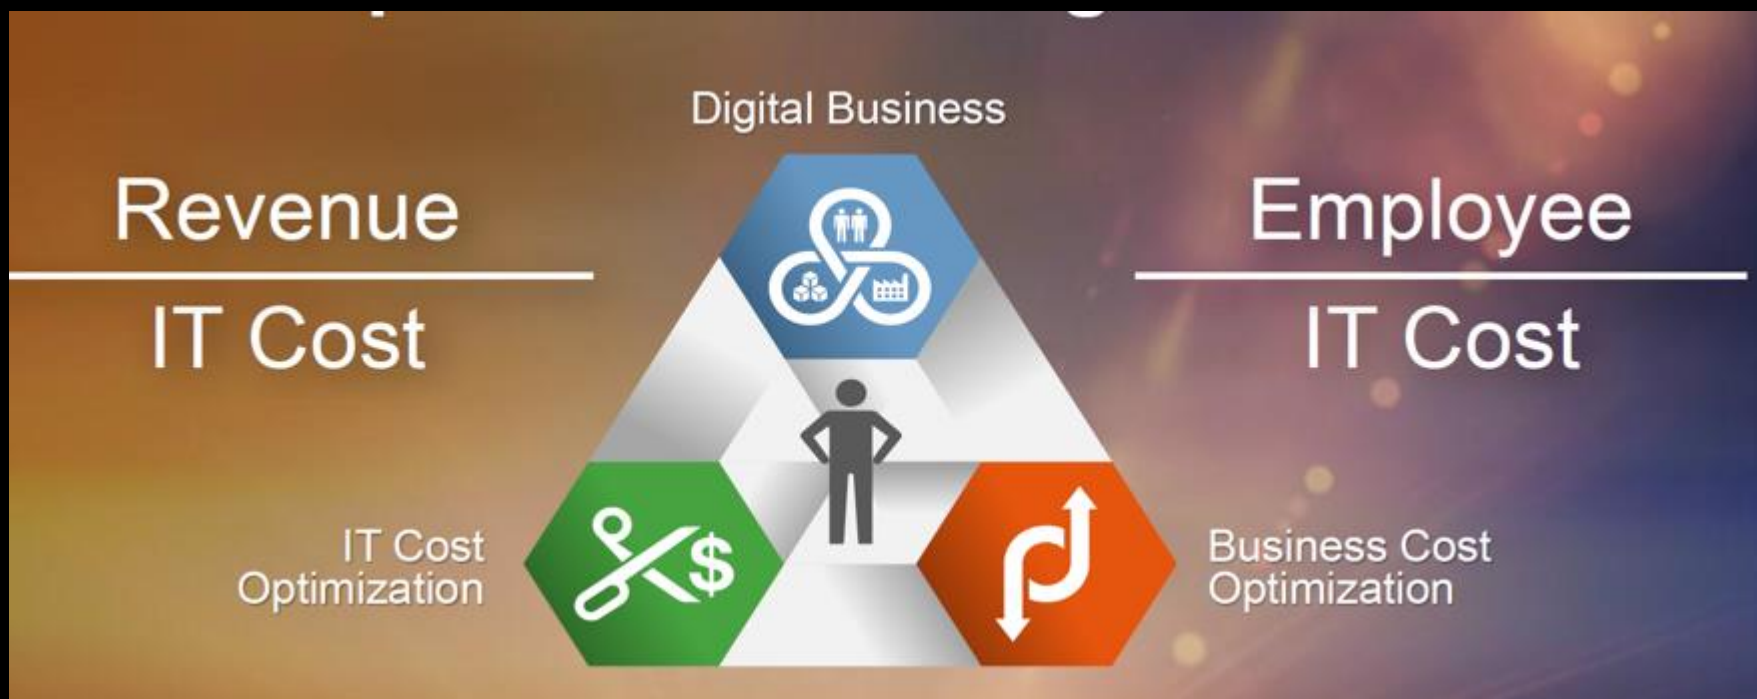 Digital Business
Revenue
IT Cost
Employee
IT Cost
$
IT Cost
Optimization
Business Cost
Optimization